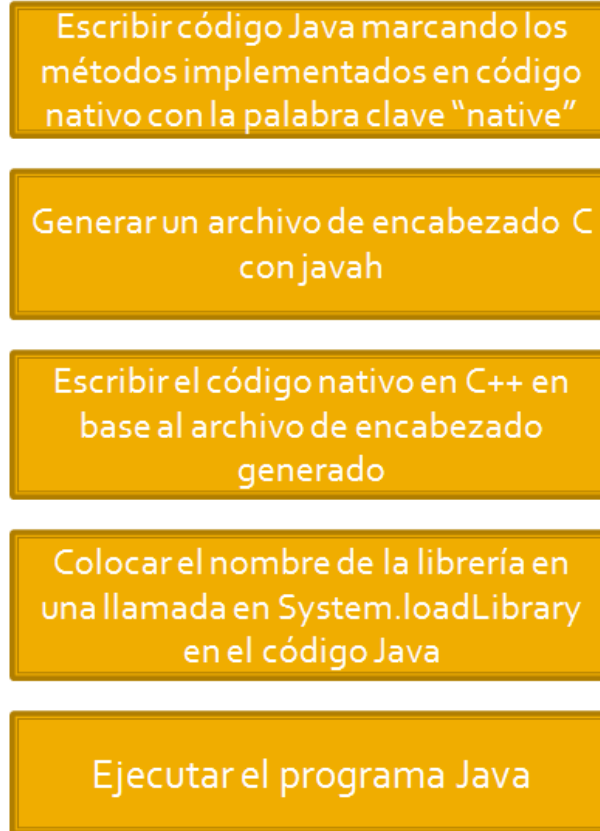 Escribir código Java marcando los
métodos implementados en código
nativo con la palabra clave “native”
Generar un archivo de encabezado C
con javah
Escribir el código nativo en C++ en
base al archivo de encabezado
generado
Colocar el nombre de la librería en
una llamada en System.loadLibrary
en el código Java
Ejecutar el programa Java